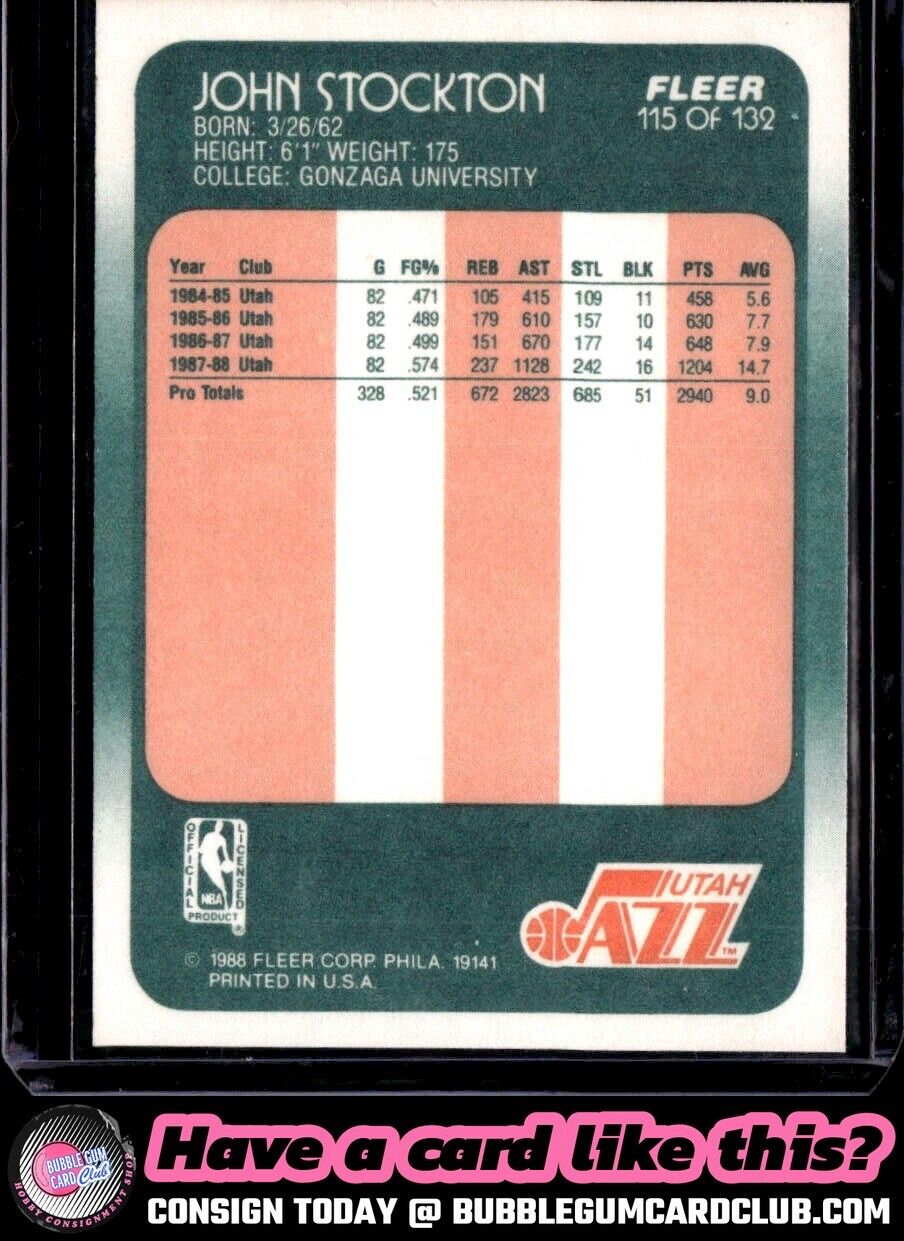 JOHN STOCKTON
BORN: 3/26/62
HEIGHT: 6'1" WEIGHT: 175
COLLEGE: GONZAGA UNIVERSITY
FLEER
115 OF 132
Year Club G FG% REB AST STL BLK PTS AVG
1984-85 Utah 82 .471 105 415 109 11 458 5.6
1985-86 Utah 82 .489 179 610 157 10 630 7.7
1986-87 Utah 82 .499 151 670 177 14 648 7.9
1987-88 Utah 82 .574 237 1128 242 16 1204 14.7
Pro Totals 328 .521 672 2823 685 51 2940 9.0
OFFICIAL
LICENSED
NBA
PRODUCT ®
UTAH
JAZZ™
© 1988 FLEER CORP. PHILA. 19141
PRINTED IN U.S.A.
BUBBLE GUM
CARD Club
HOBBY CONSIGNMENT SHOP
Have a card like this?
CONSIGN TODAY @ BUBBLEGUMCARDCLUB.COM